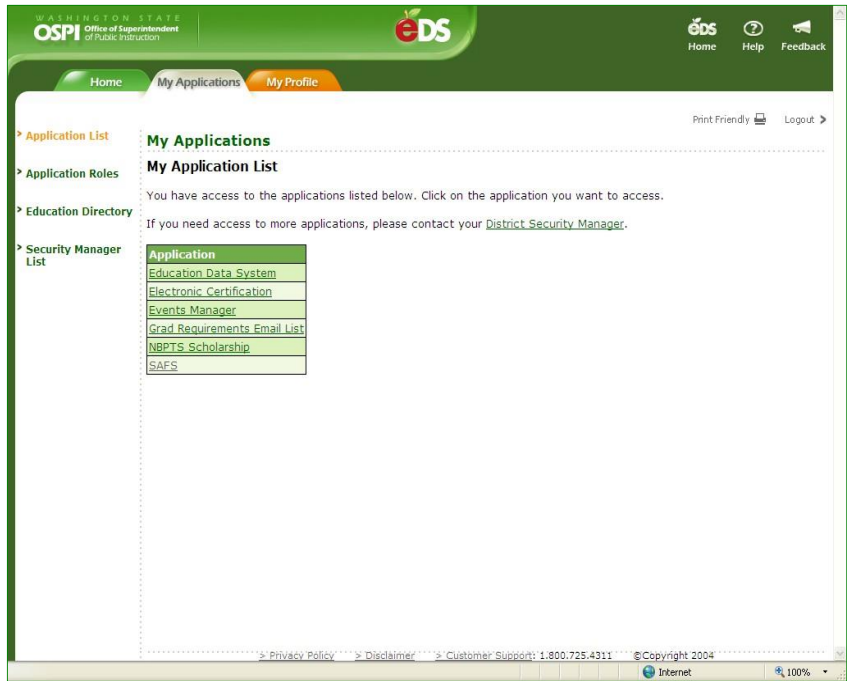 WASHINGTON STATE
OSPI Office of Superintendent
of Public Instruction
eDS
eDS
Home
Help
Feedback
Home
My Applications
My Profile
Print Friendly
Logout >
> Application List
> Application Roles
> Education Directory
> Security Manager
List
My Applications
My Application List
You have access to the applications listed below. Click on the application you want to access.
If you need access to more applications, please contact your District Security Manager.
Application
Education Data System
Electronic Certification
Events Manager
Grad Requirements Email List
NBPTS Scholarship
SAFS
> Privacy Policy > Disclaimer > Customer Support: 1.800.725.4311 ©Copyright 2004
Internet 100%